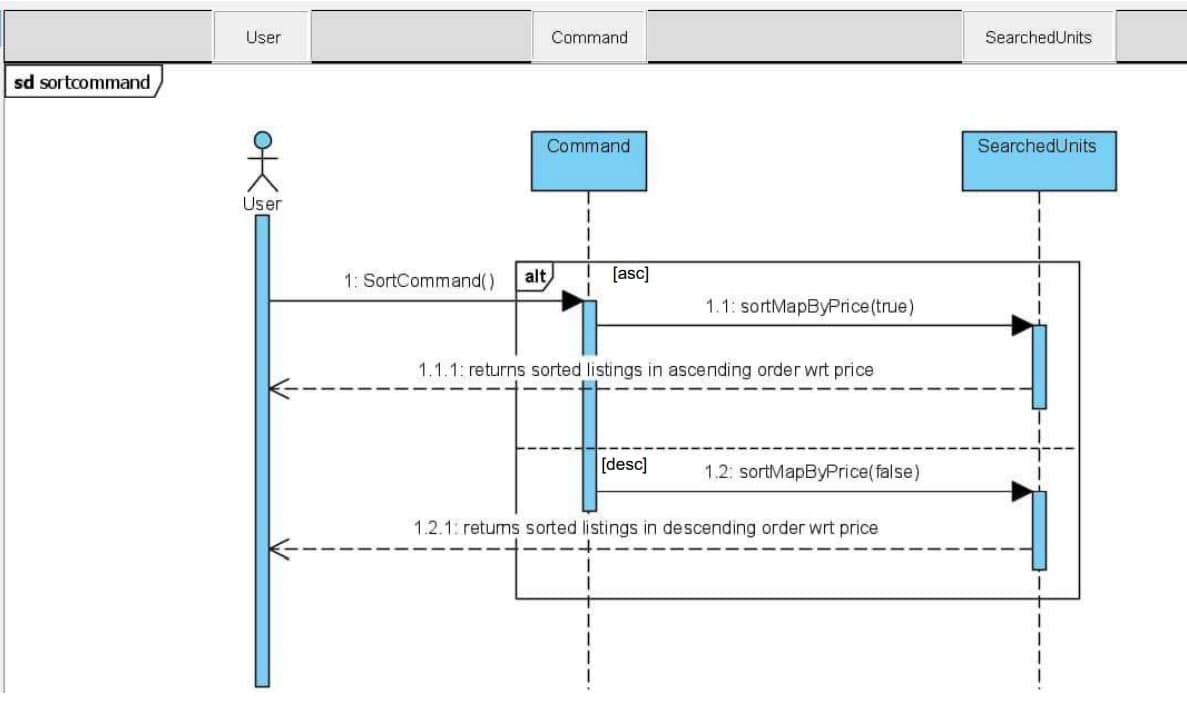 User
Command
SearchedUnits
sd sortcommand
Command
SearchedUnits
User
alt
[asc]
1: SortCommand()
1.1: sortMapByPrice(true)
1.1.1: returns sorted listings in ascending order wrt price
[desc]
1.2: sortMapByPrice(false)
1.2.1: returns sorted listings in descending order wrt price